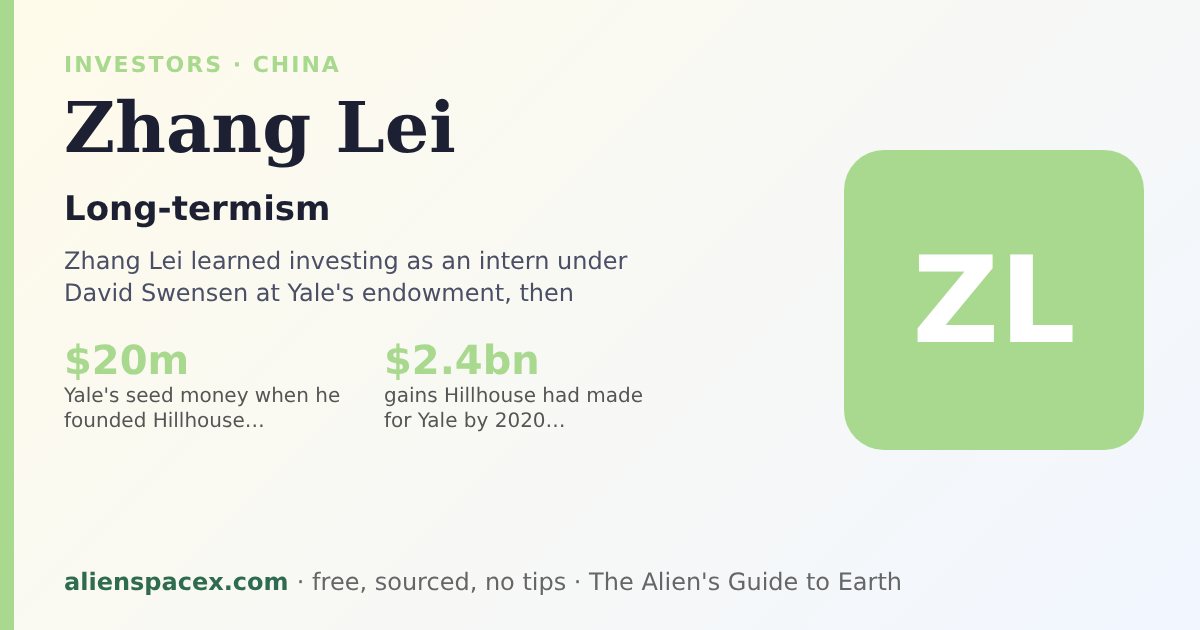 INVESTORS · CHINA
Zhang Lei
Long-termism
Zhang Lei learned investing as an intern under
David Swensen at Yale's endowment, then
$20m
Yale's seed money when he
founded Hillhouse…
$2.4bn
gains Hillhouse had made
for Yale by 2020…
ZL
alienspacex.com · free, sourced, no tips · The Alien's Guide to Earth